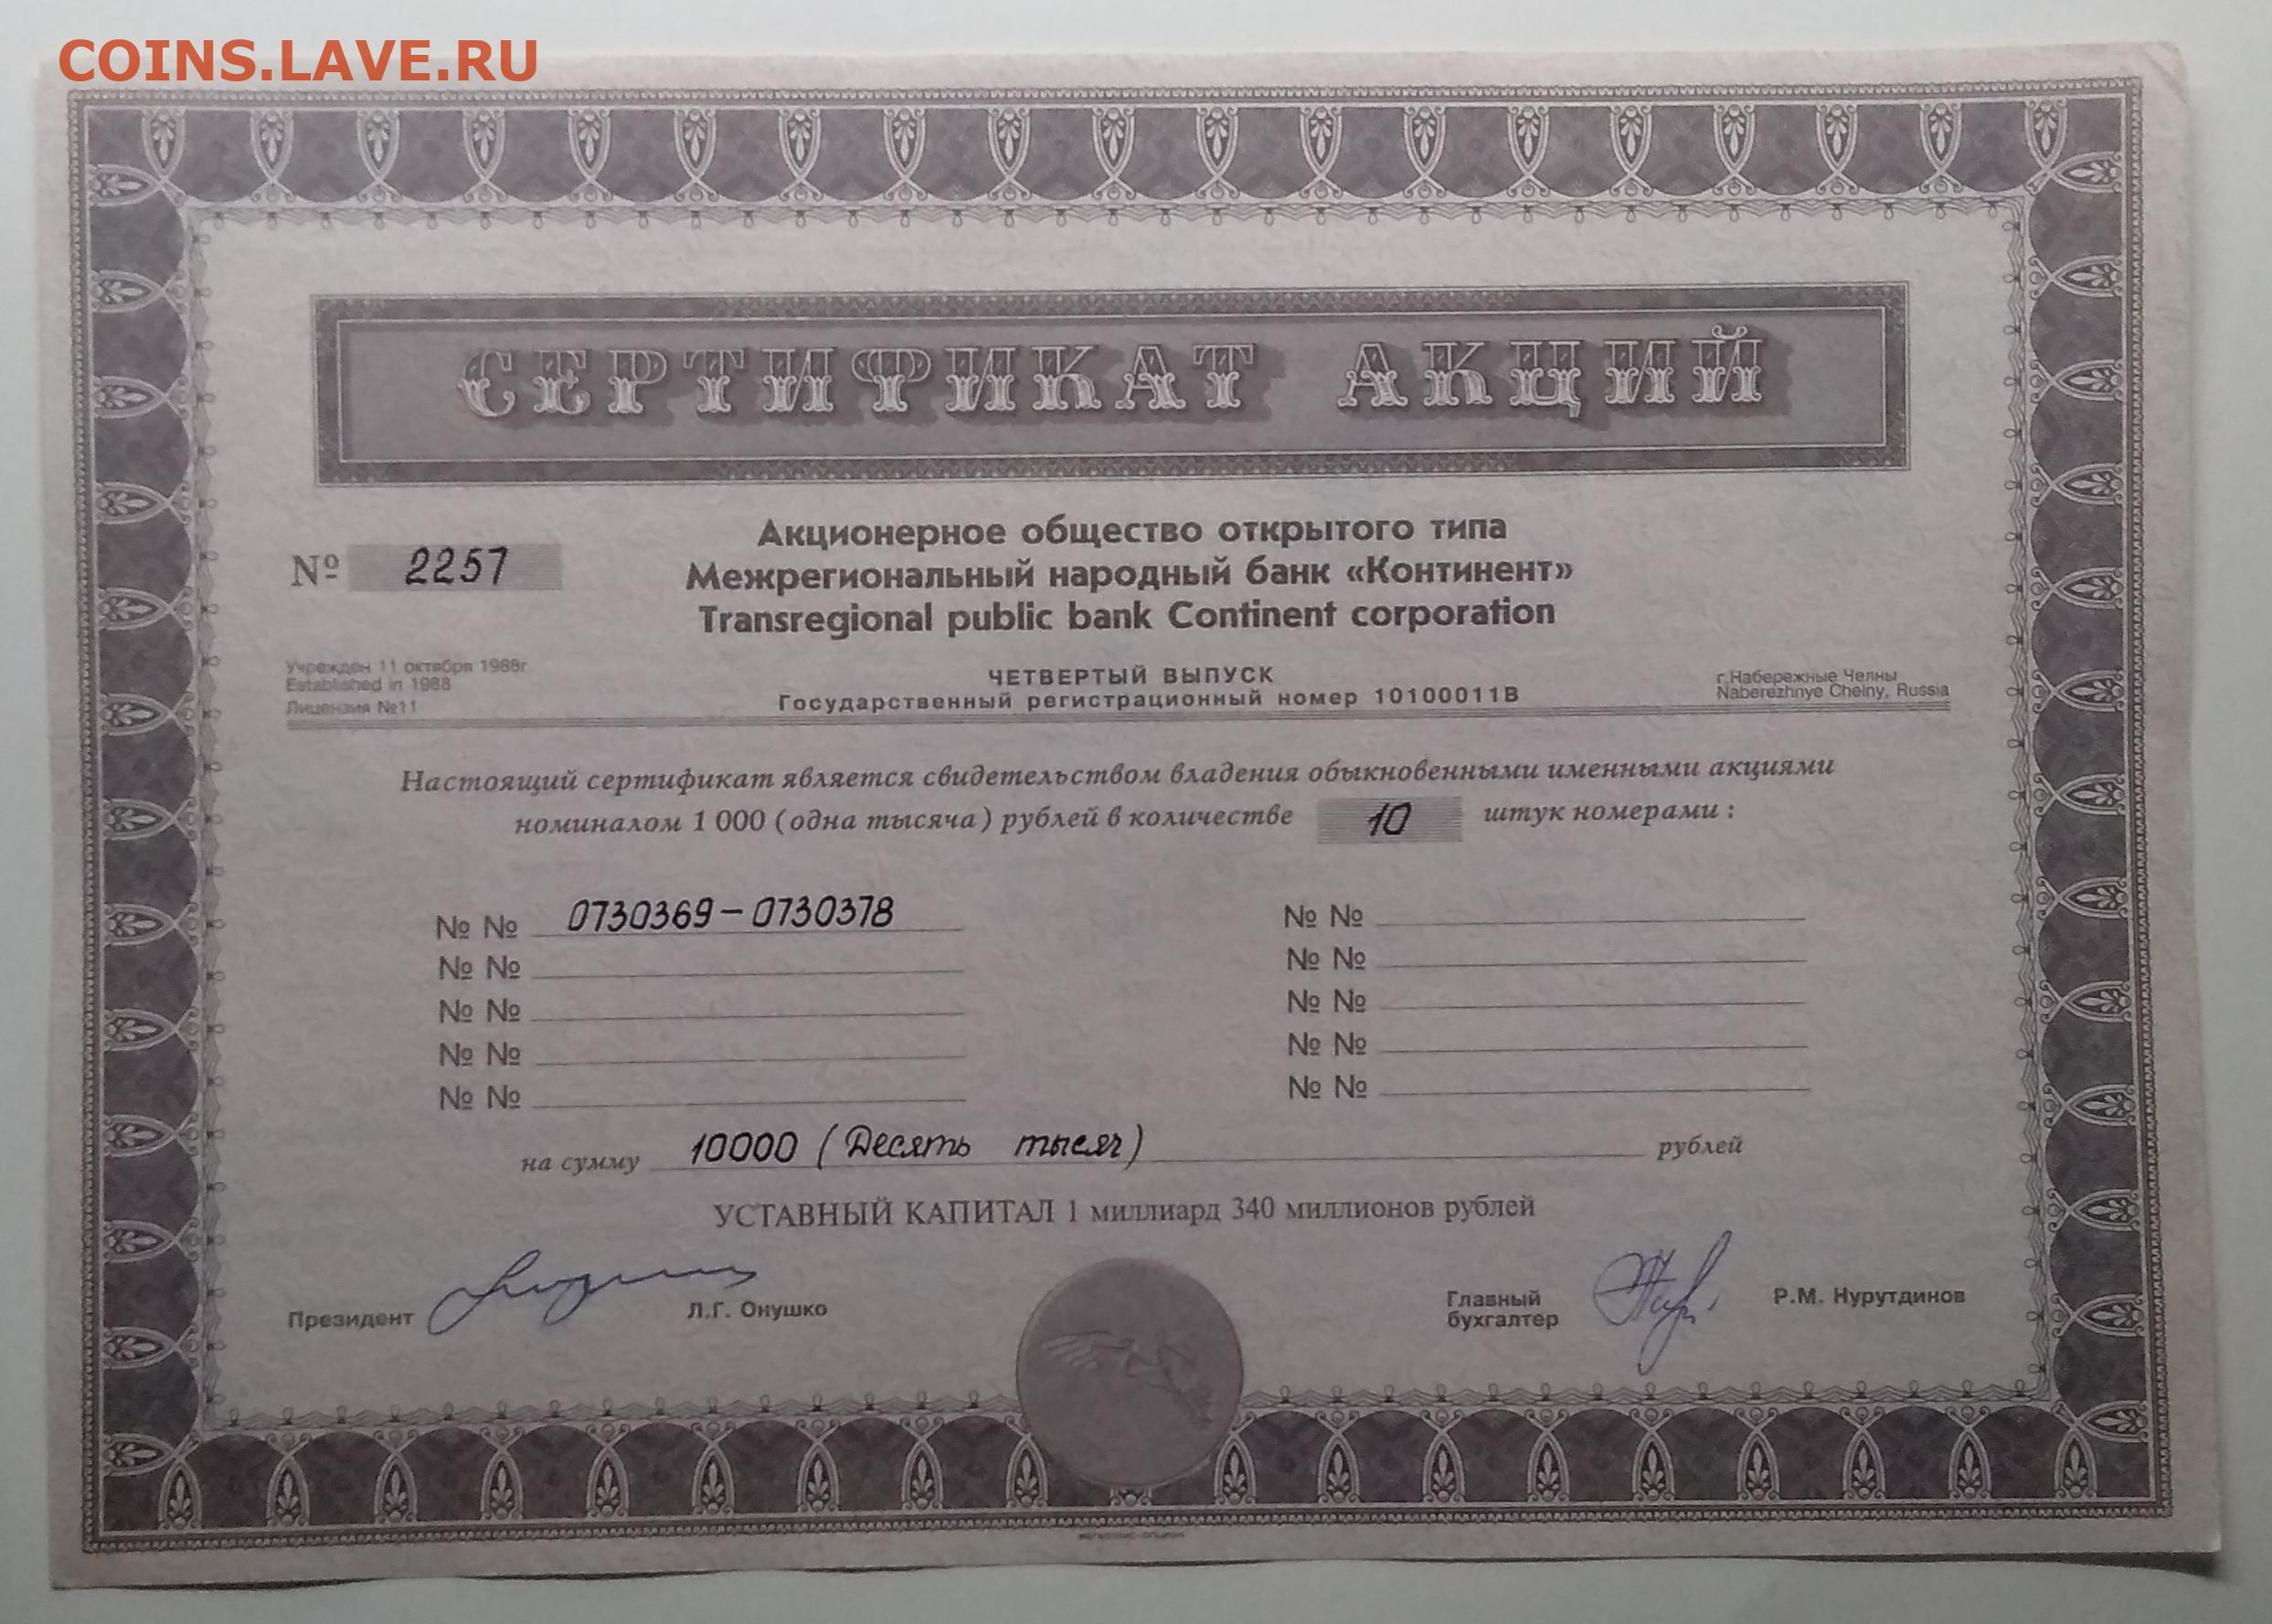 COINS.LAVE.RU
СЕРТИФИКАТ АКЦИЙ
№ 2257
Акционерное общество открытого типа
Межрегиональный народный банк «Континент»
Transregional public bank Continent corporation
Учрежден 11 октября 1988г
Established in 1988
Лицензия №11
ЧЕТВЕРТЫЙ ВЫПУСК
Государственный регистрационный номер 10100011В
г.Набережные Челны
Naberezhnye Chelny, Russia
Настоящий сертификат является свидетельством владения обыкновенными именными акциями
номиналом 1 000 (одна тысяча) рублей в количестве 10 штук номерами :
№ № 0730369-0730378
№ №
№ №
№ №
№ №
№ №
№ №
№ №
№ №
№ №
на сумму 10000 (Десять тысяч) рублей
УСТАВНЫЙ КАПИТАЛ 1 миллиард 340 миллионов рублей
Президент Л.Г. Онушко
Главный
бухгалтер
Р.М. Нурутдинов